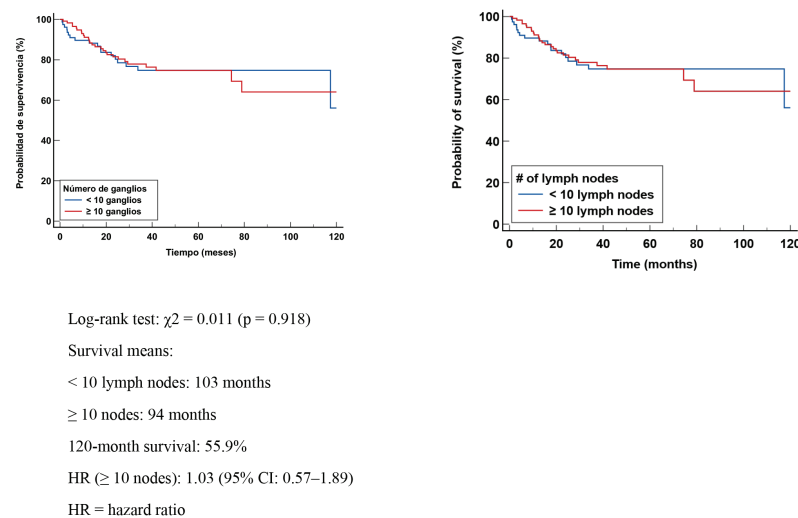 Probabilidad de supervivencia (%)
100
80
60
40
20
0
Número de ganglios
< 10 ganglios
≥ 10 ganglios
0 20 40 60 80 100 120
Tiempo (meses)
Probability of survival (%)
100
80
60
40
20
0
# of lymph nodes
< 10 lymph nodes
≥ 10 lymph nodes
0 20 40 60 80 100 120
Time (months)
Log-rank test: χ2 = 0.011 (p = 0.918)
Survival means:
< 10 lymph nodes: 103 months
≥ 10 nodes: 94 months
120-month survival: 55.9%
HR (≥ 10 nodes): 1.03 (95% CI: 0.57–1.89)
HR = hazard ratio